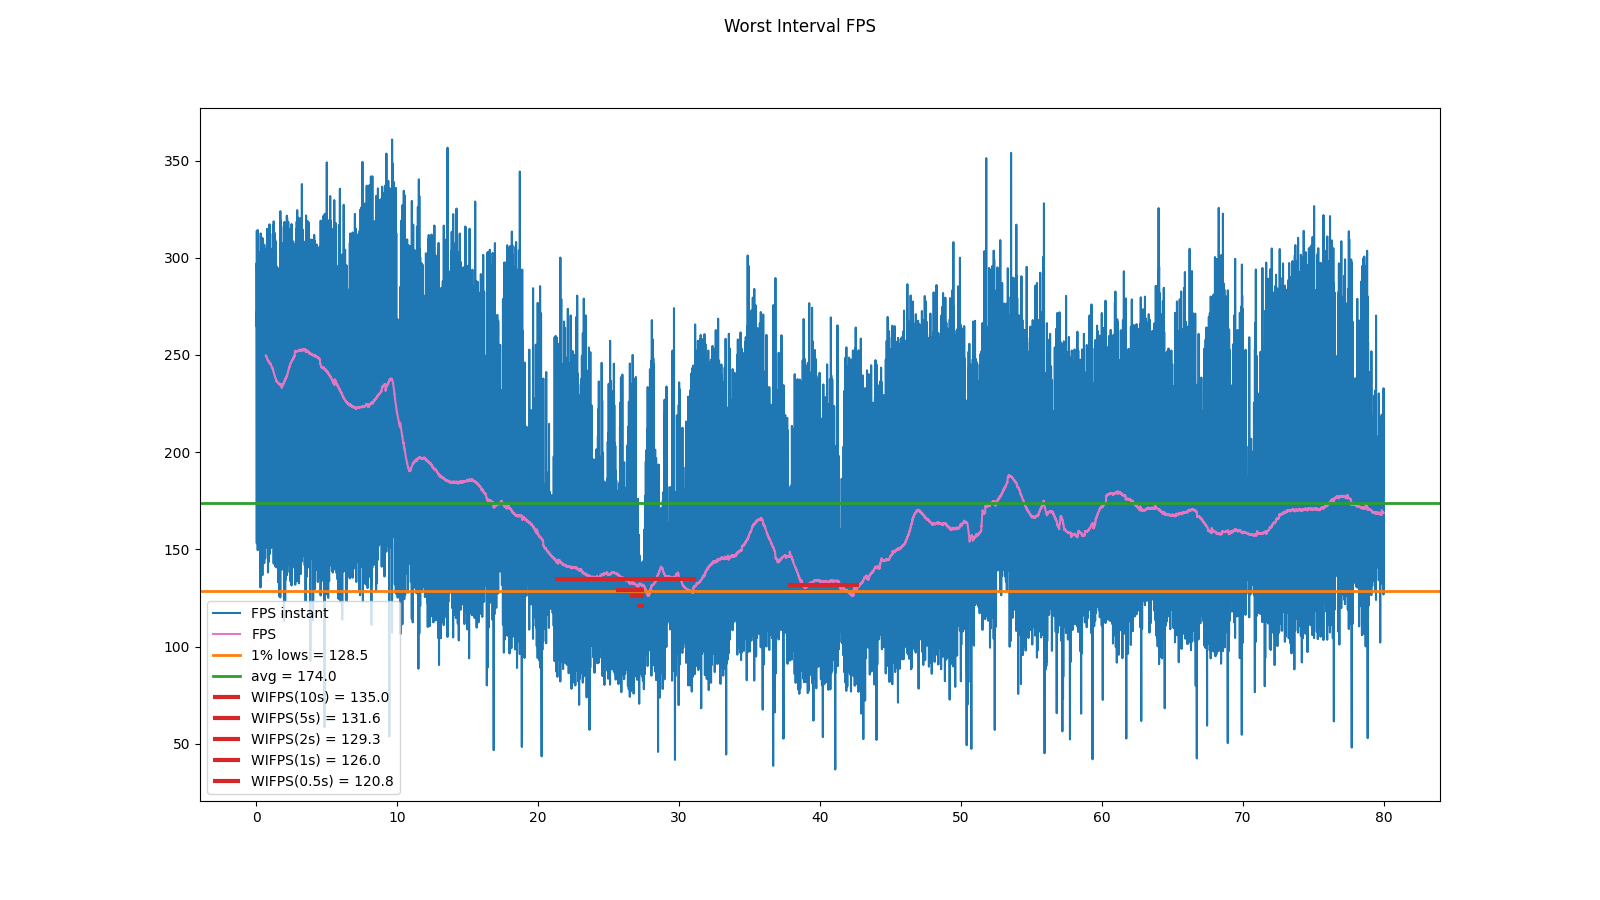 Worst Interval FPS
350
300
250
200
150
100
50
FPS instant
FPS
1% lows = 128.5
avg = 174.0
WIFPS(10s) = 135.0
WIFPS(5s) = 131.6
WIFPS(2s) = 129.3
WIFPS(1s) = 126.0
WIFPS(0.5s) = 120.8
0 10 20 30 40 50 60 70 80